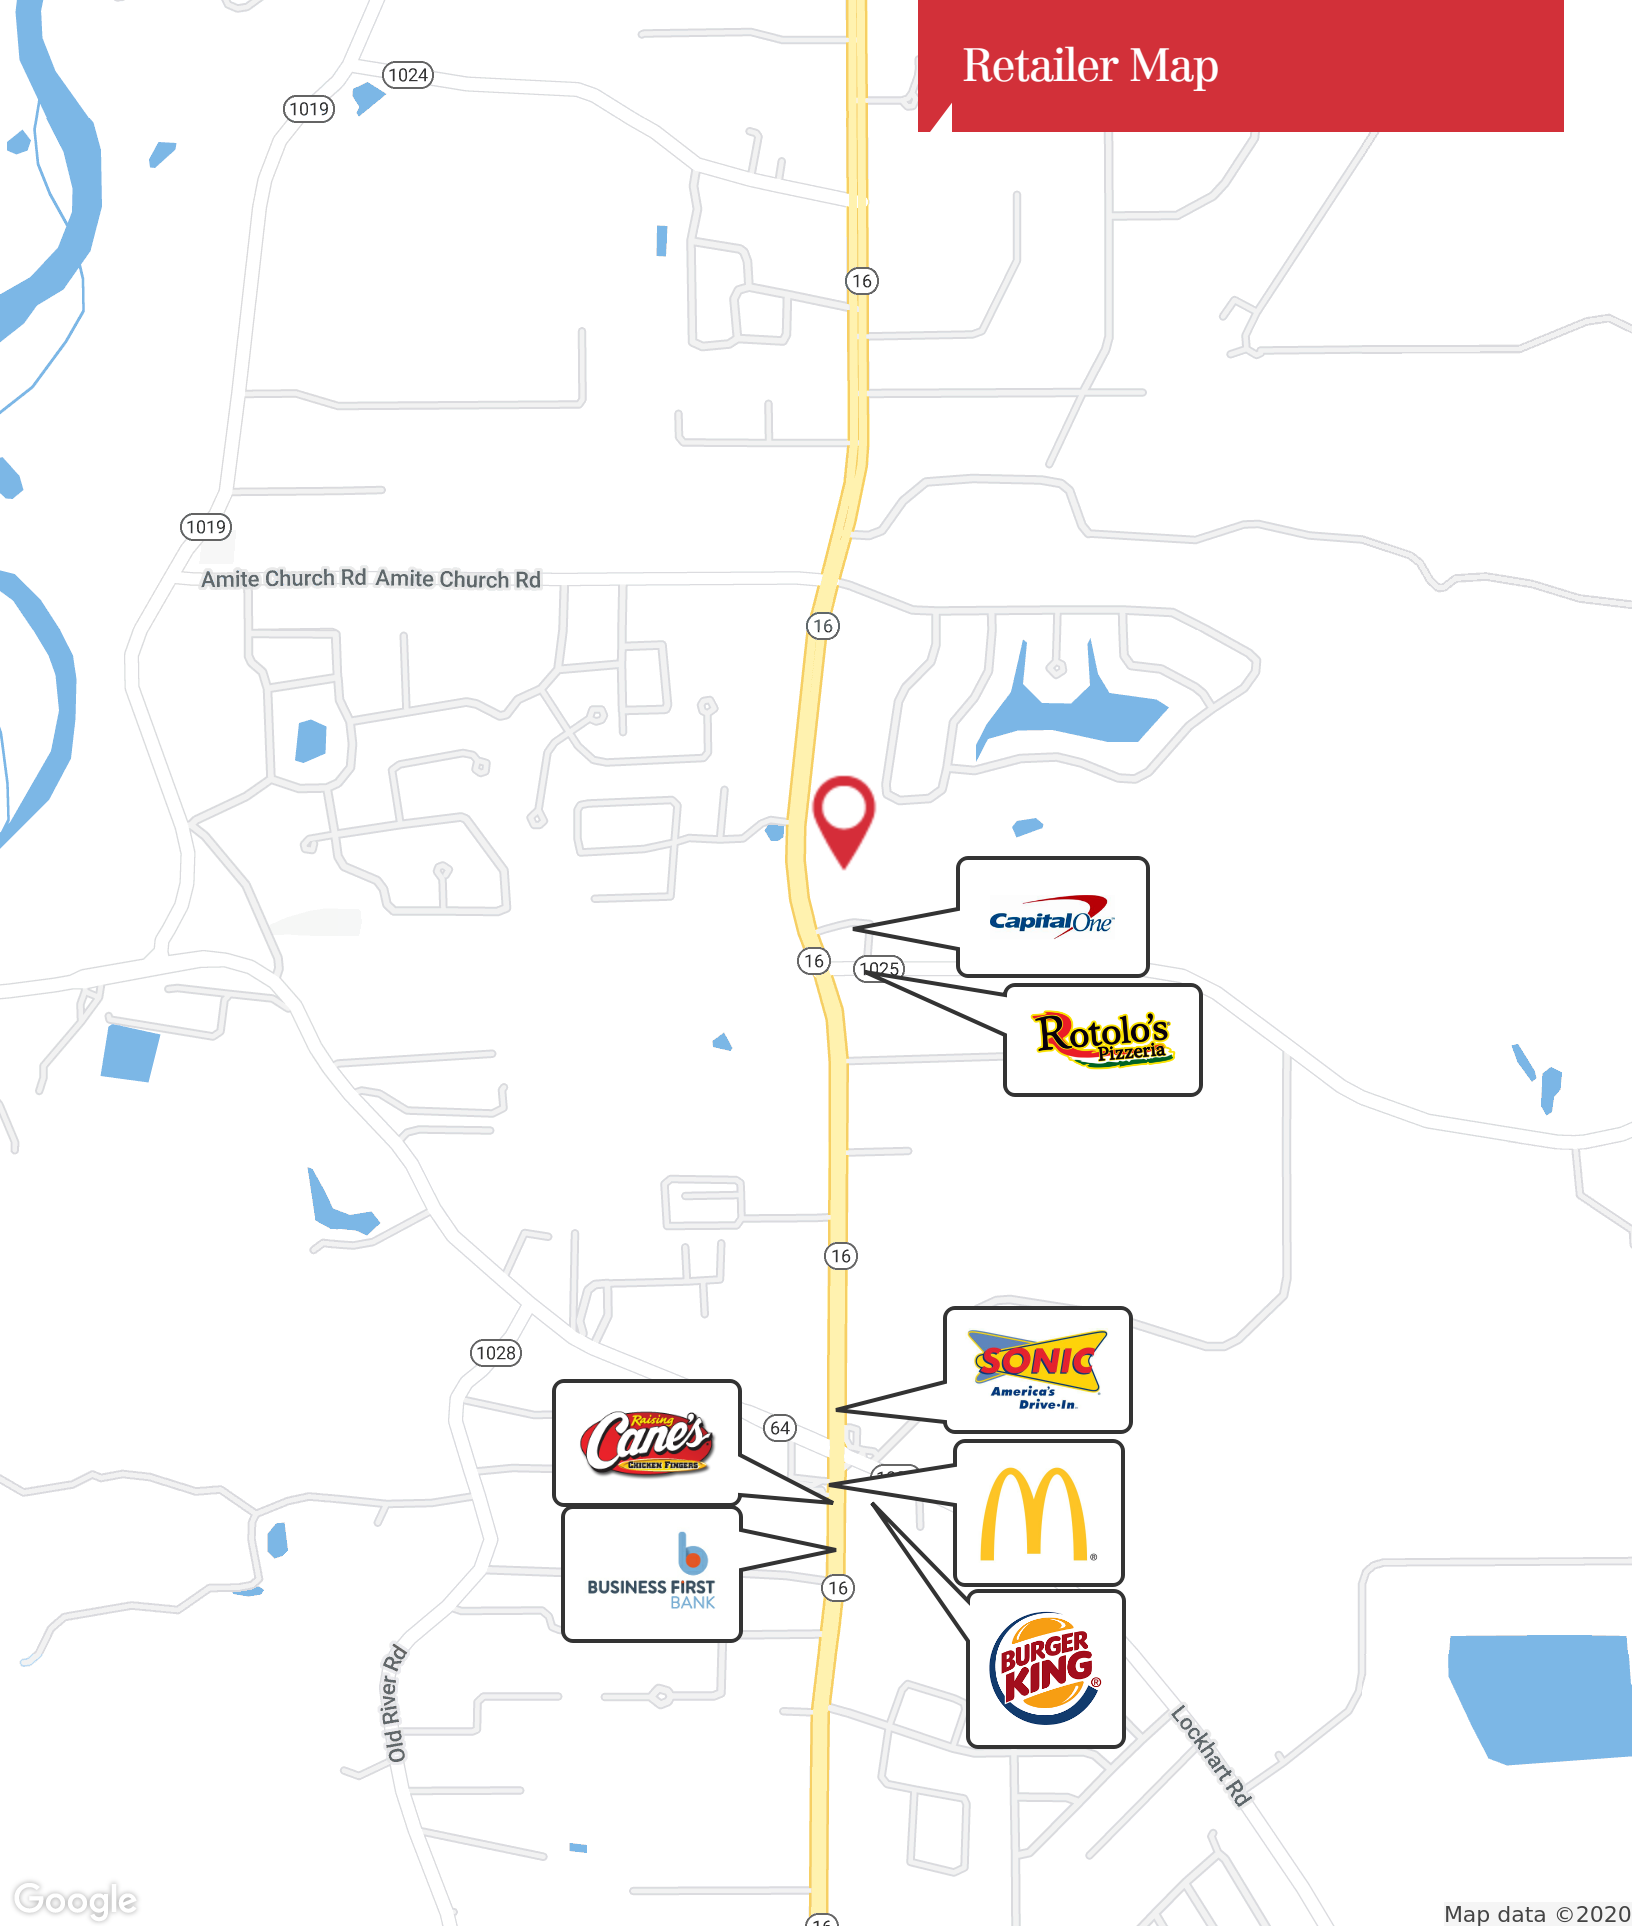 Retailer Map
1024
1019
16
1019
Amite Church Rd Amite Church Rd
16
CapitalOne
16
1025
Rotolo's
Pizzeria
16
SONIC
America's
Drive-In
1028
Raising
Cane's
CHICKEN FINGERS
64
BUSINESS FIRST
BANK
16
BURGER
KING®
Old River Rd
Lockhart Rd
Google
16
Map data ©2020